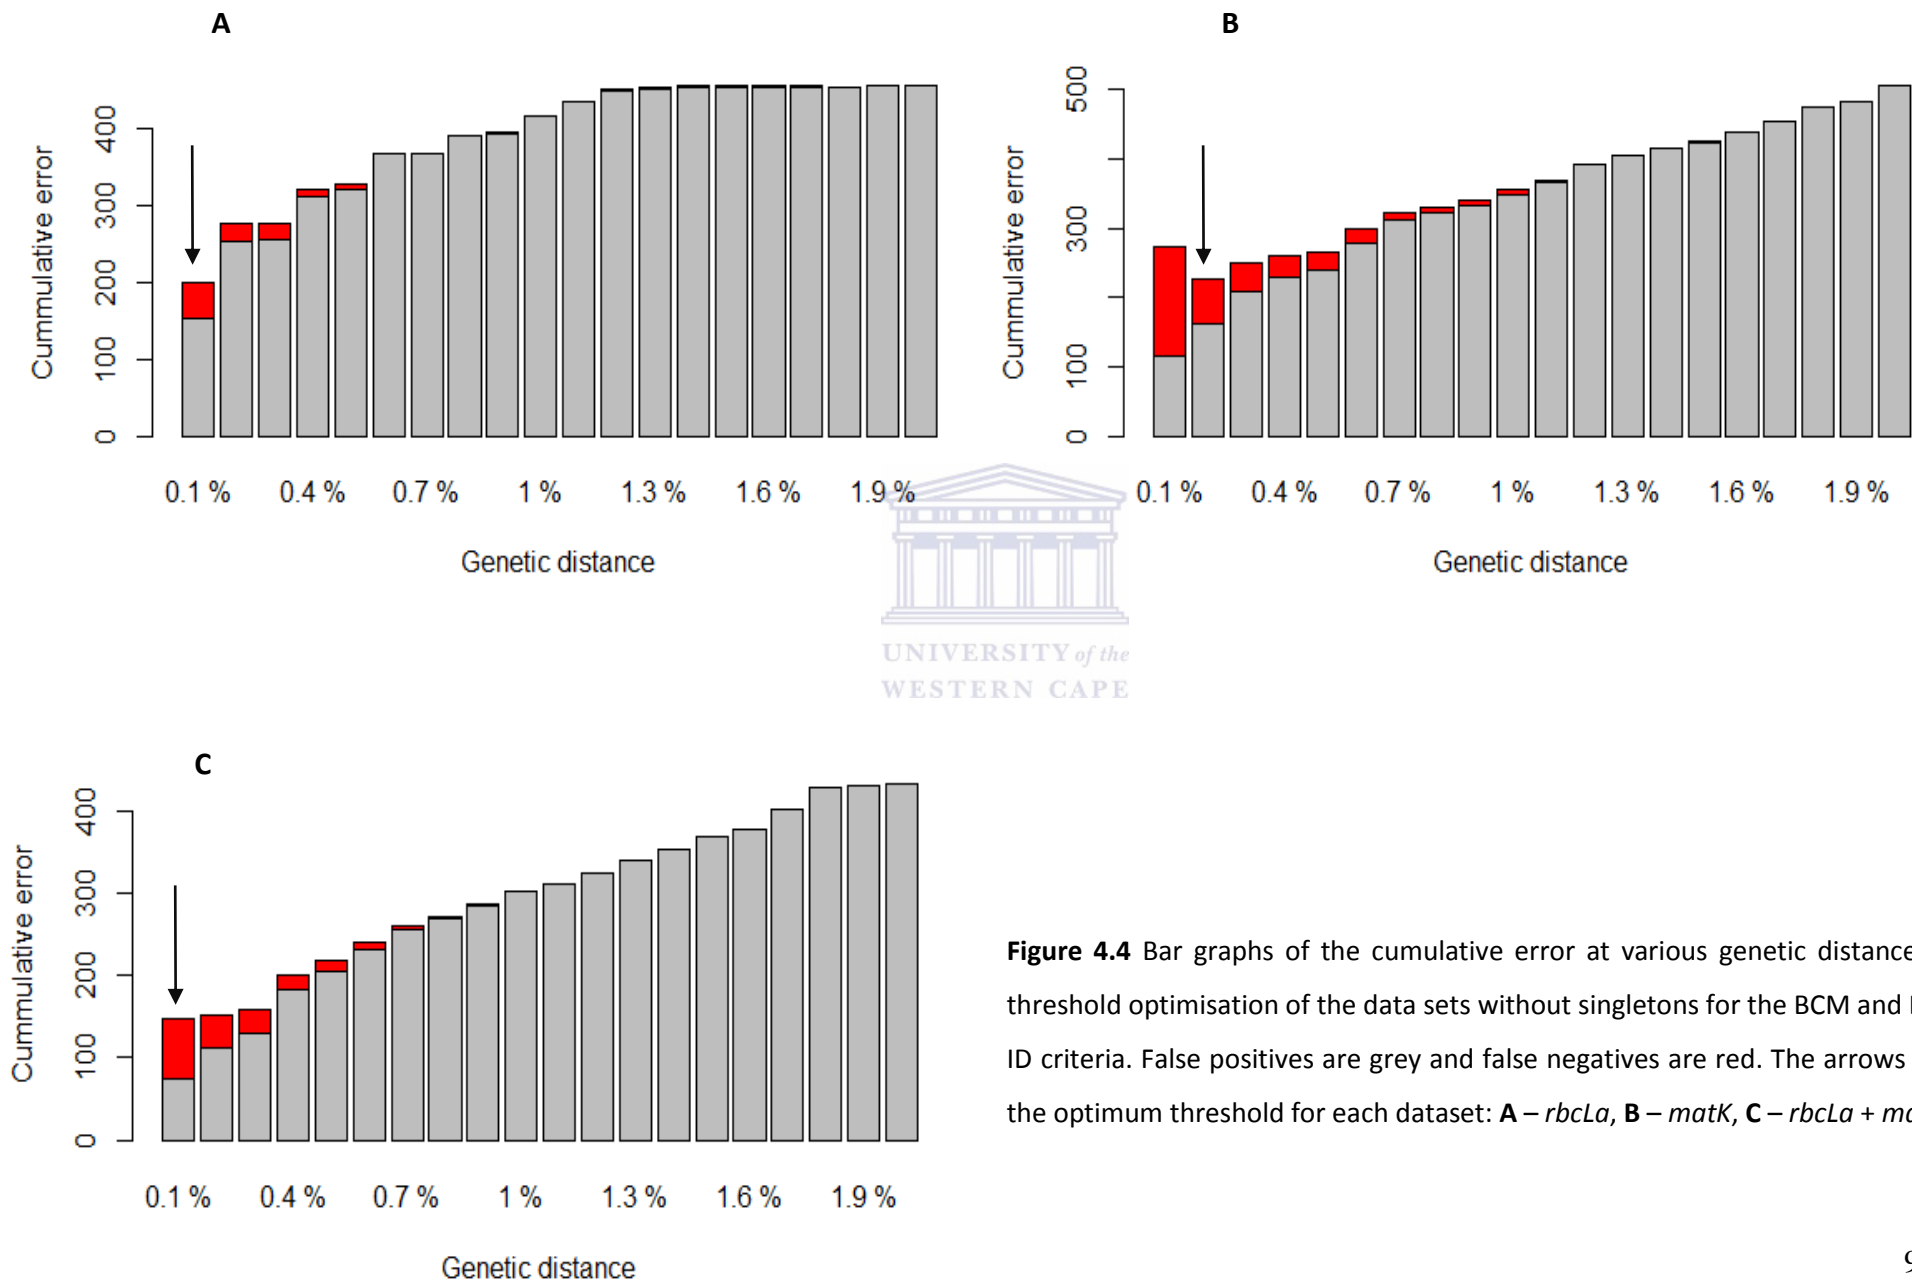 A
Cummulative error
400
300
200
100
0
0.1 % 0.4 % 0.7 % 1 % 1.3 % 1.6 % 1.9 %
Genetic distance
B
Cummulative error
500
300
100
0
0.1 % 0.4 % 0.7 % 1 % 1.3 % 1.6 % 1.9 %
Genetic distance
UNIVERSITY of the
WESTERN CAPE
C
Cummulative error
400
300
200
100
0
0.1 % 0.4 % 0.7 % 1 % 1.3 % 1.6 % 1.9 %
Genetic distance
Figure 4.4 Bar graphs of the cumulative error at various genetic distance
threshold optimisation of the data sets without singletons for the BCM and
ID criteria. False positives are grey and false negatives are red. The arrows
the optimum threshold for each dataset: A – rbcLa, B – matK, C – rbcLa +
9